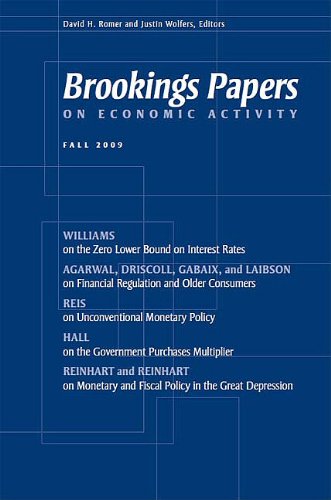 David H. Romer and Justin Wolfers, Editors
Brookings Papers
ON ECONOMIC ACTIVITY
FALL 2009
WILLIAMS
on the Zero Lower Bound on Interest Rates
AGARWAL, DRISCOLL, GABAIX, and LAIBSON
on Financial Regulation and Older Consumers
REIS
on Unconventional Monetary Policy
HALL
on the Government Purchases Multiplier
REINHART and REINHART
on Monetary and Fiscal Policy in the Great Depression